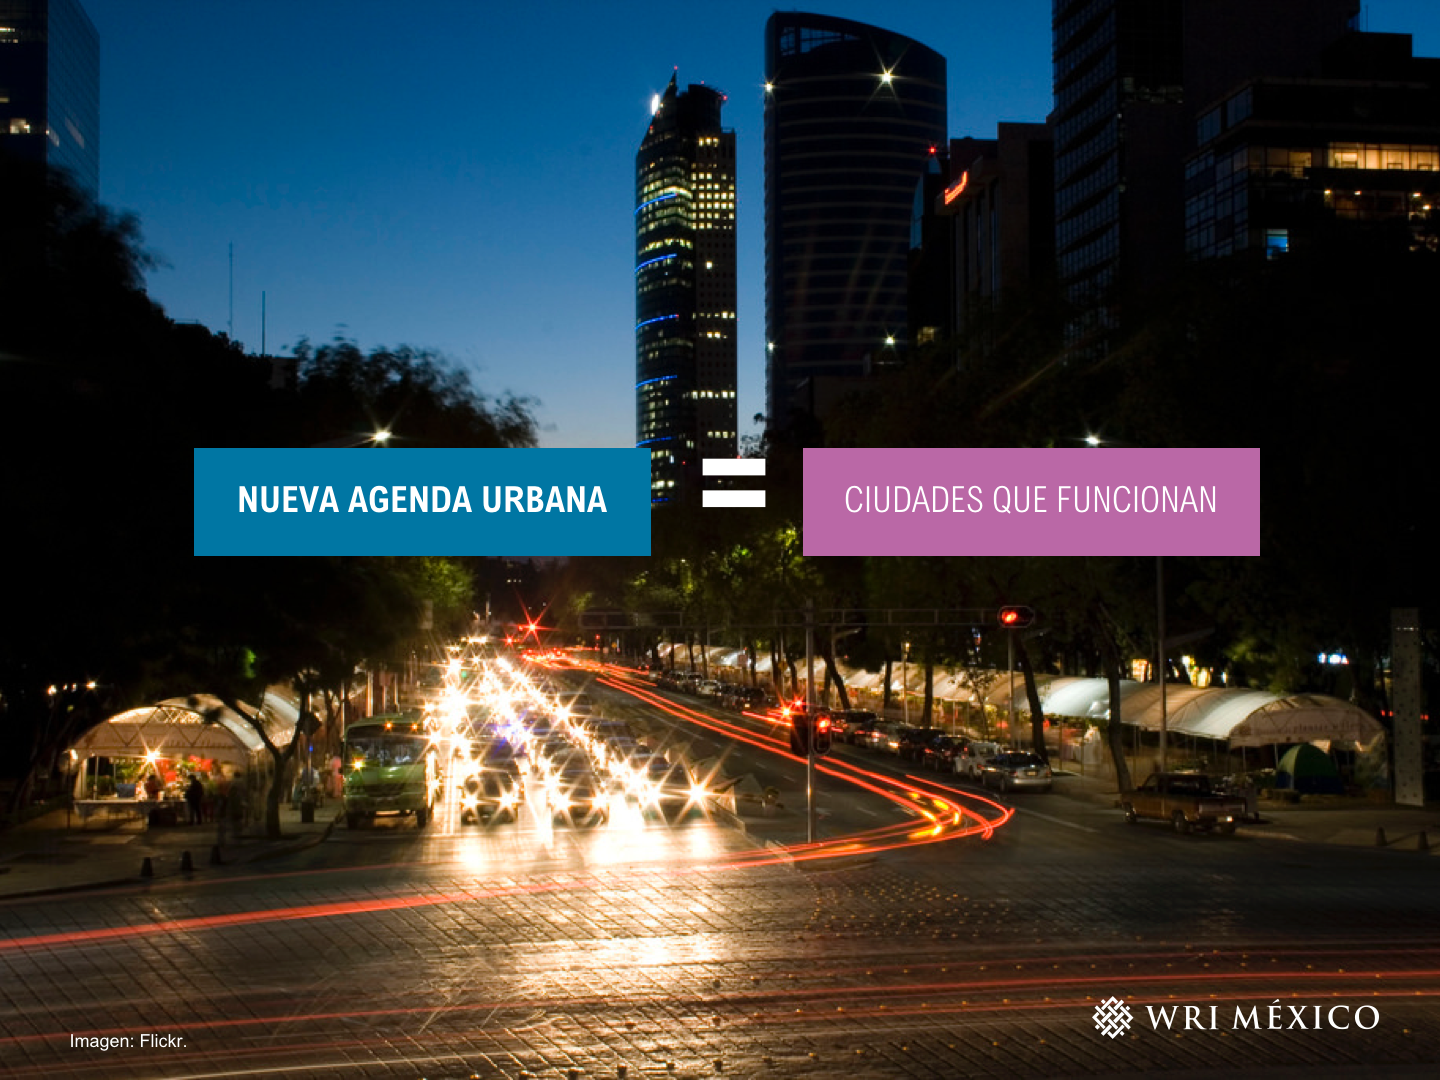 NUEVA AGENDA URBANA
=
CIUDADES QUE FUNCIONAN
WRI MÉXICO
Imagen: Flickr.